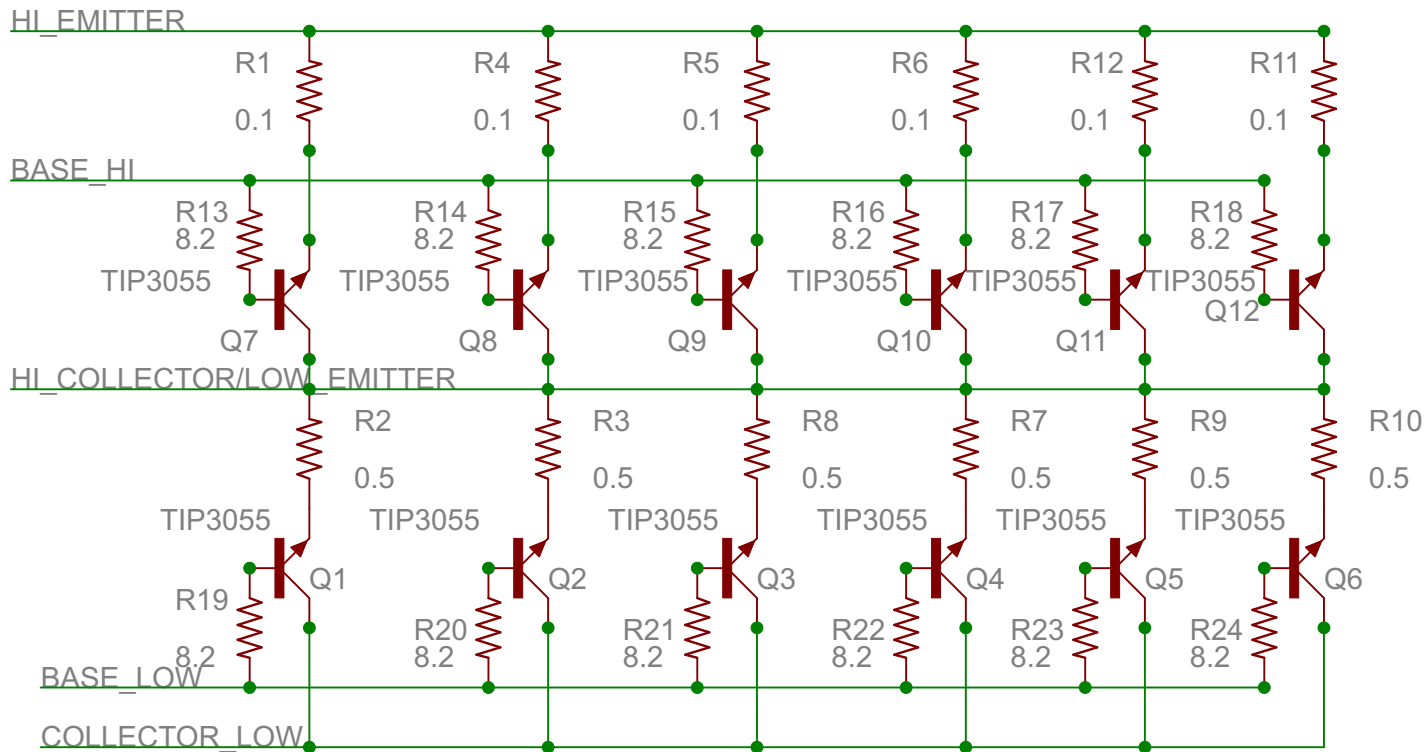 HI_EMITTER
R1 R4 R5 R6 R12 R11
0.1 0.1 0.1 0.1 0.1 0.1
BASE_HI
R13 R14 R15 R16 R17 R18
8.2 8.2 8.2 8.2 8.2 8.2
TIP3055 TIP3055 TIP3055 TIP3055 TIP3055 TIP3055
Q12
Q7 Q8 Q9 Q10 Q11
HI_COLLECTOR/LOW_EMITTER
R2 R3 R8 R7 R9 R10
0.5 0.5 0.5 0.5 0.5 0.5
TIP3055 TIP3055 TIP3055 TIP3055 TIP3055 TIP3055
Q1 Q2 Q3 Q4 Q5 Q6
R19
R20 R21 R22 R23 R24
8.2 8.2 8.2 8.2 8.2 8.2
BASE_LOW
COLLECTOR_LOW